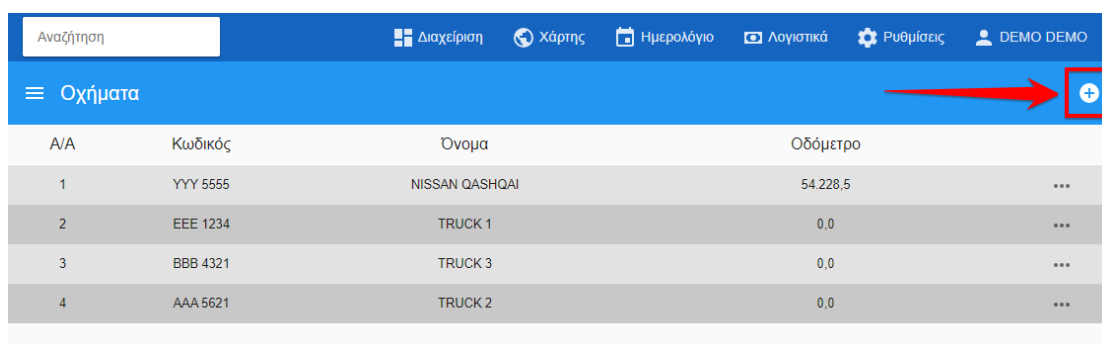 Αναζήτηση Διαχείριση Χάρτης Ημερολόγιο Λογιστικά Ρυθμίσεις DEMO DEMO
Οχήματα
Α/Α Κωδικός Όνομα Οδόμετρο
1 YYY 5555 NISSAN QASHQAI 54.228,5
2 EEE 1234 TRUCK 1 0,0
3 BBB 4321 TRUCK 3 0,0
4 AAA 5621 TRUCK 2 0,0